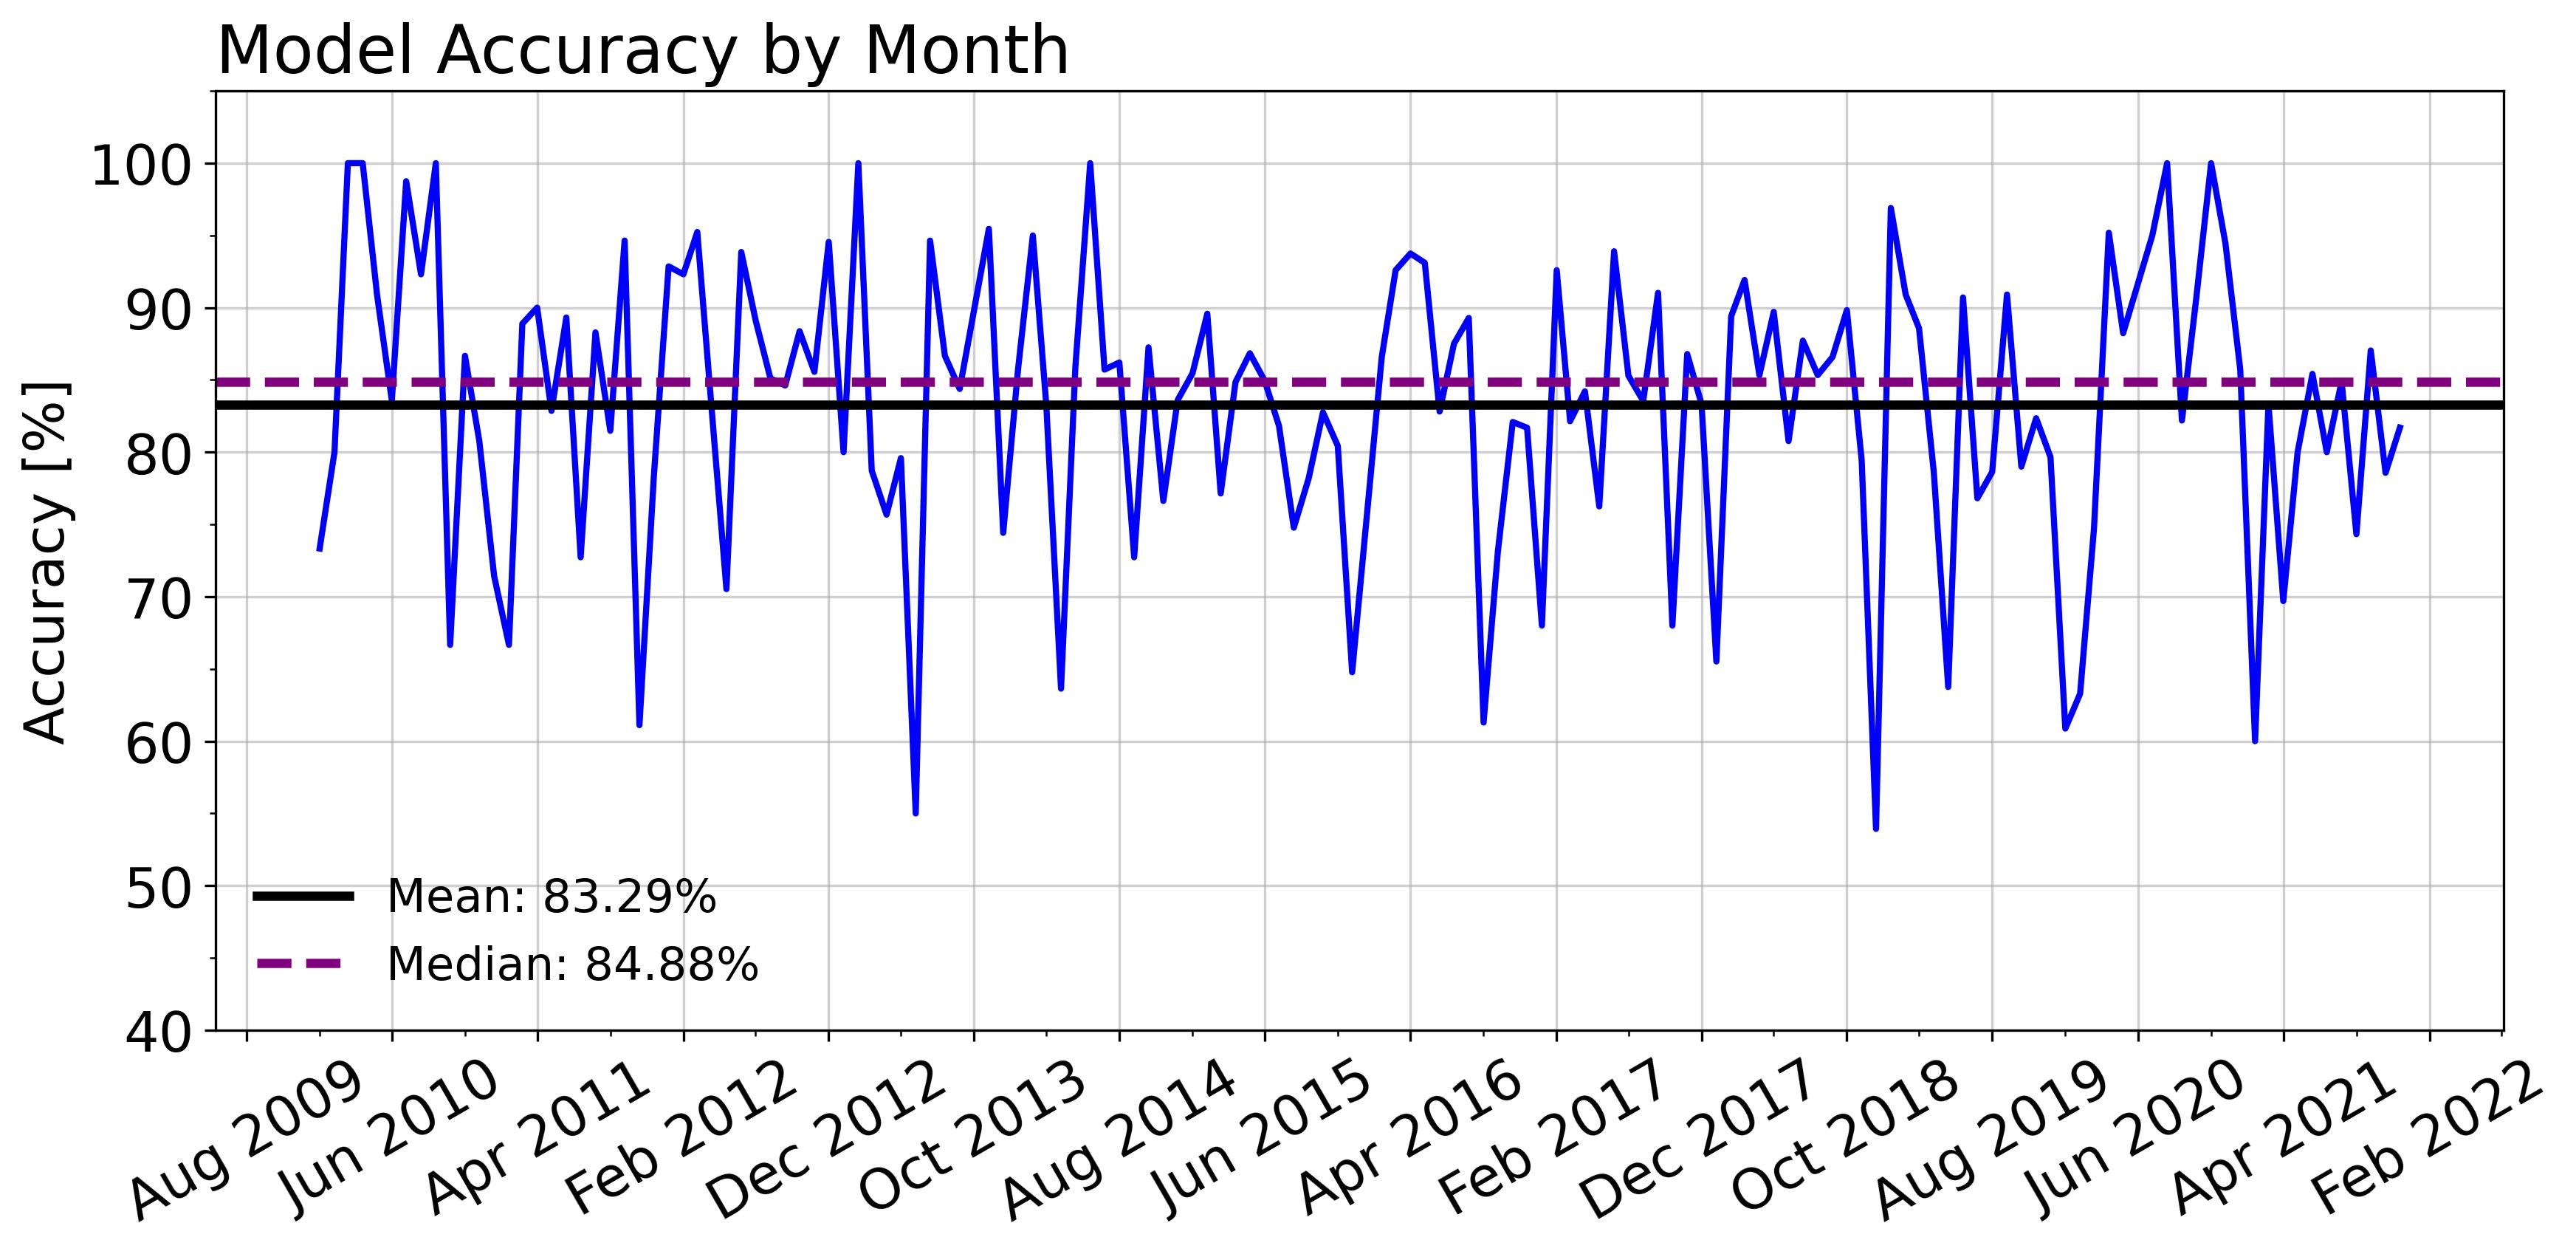 Model Accuracy by Month
Accuracy [%]
100
90
80
70
60
50
40
Mean: 83.29%
Median: 84.88%
Aug 2009
Jun 2010
Apr 2011
Feb 2012
Dec 2012
Oct 2013
Aug 2014
Jun 2015
Apr 2016
Feb 2017
Dec 2017
Oct 2018
Aug 2019
Jun 2020
Apr 2021
Feb 2022